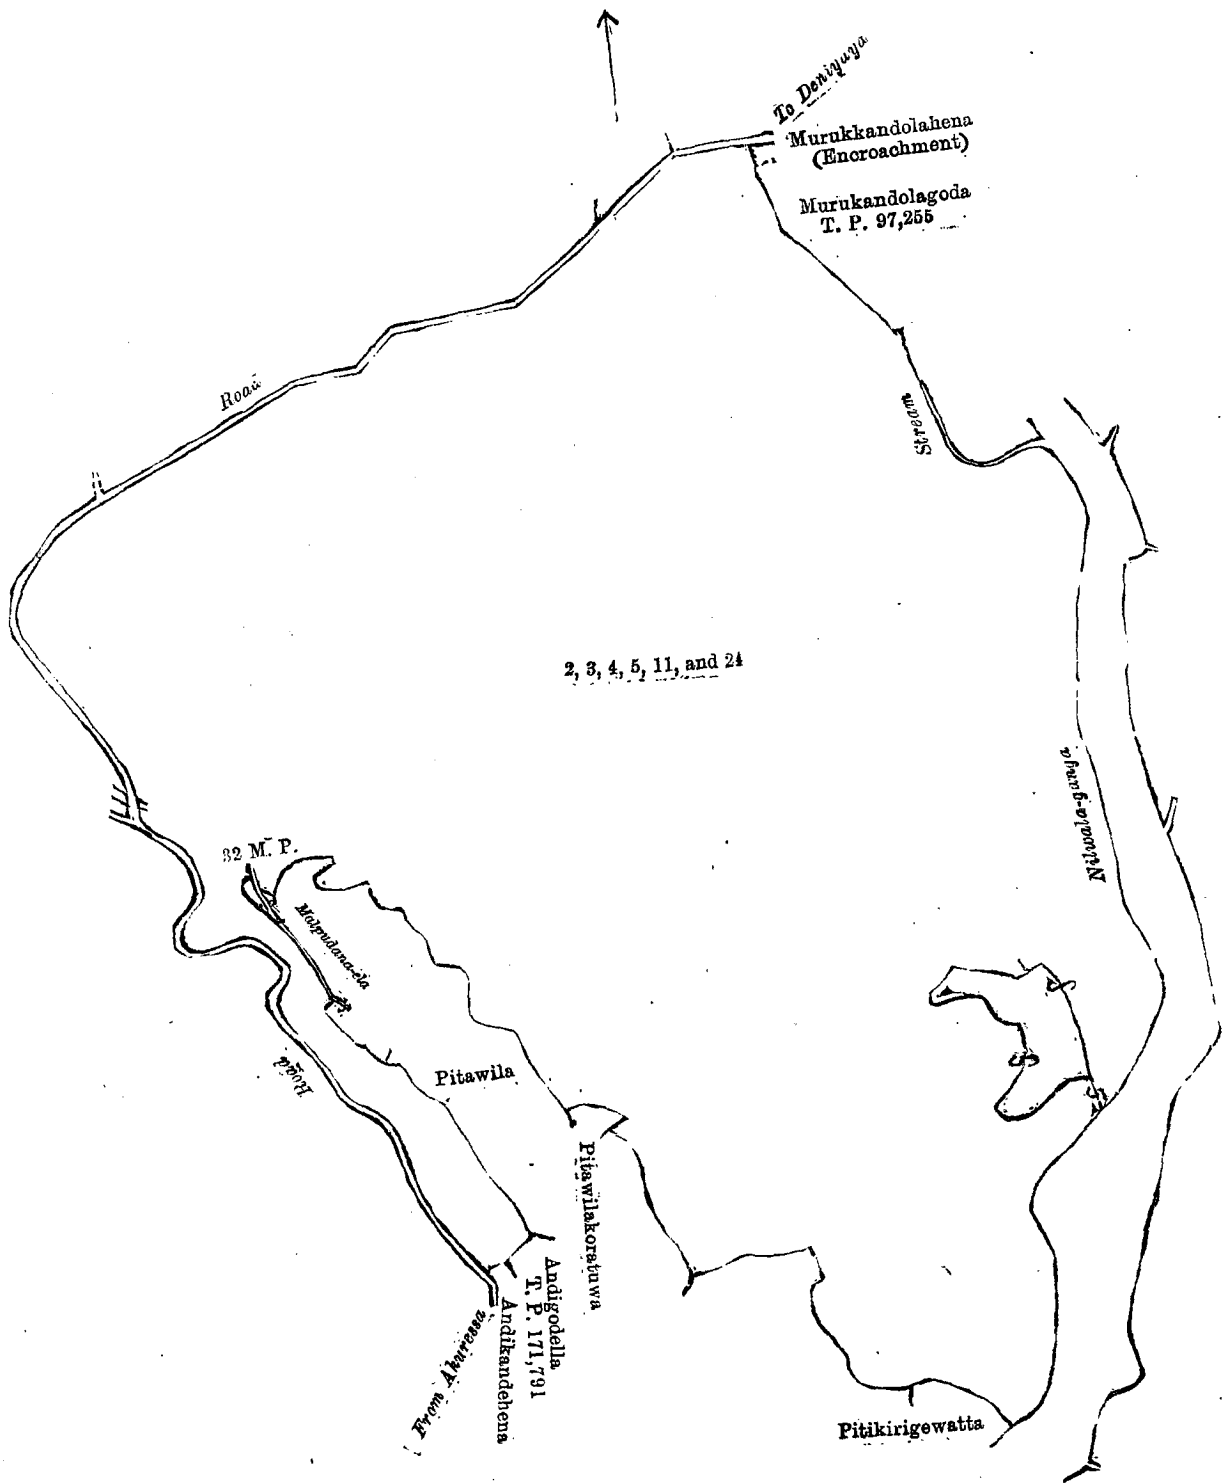 To Deniyaya
Murukkandolahena
(Encroachment)
Murukandolagoda
T. P. 97,255
Road
Stream
2, 3, 4, 5, 11, and 24
Nilwala-ganga
32 M. P.
Malpudana-ela
Road
Pitawila
Pitawilakoratuwa
Andigodella
T. P. 171,791
Andikandehena
From Akuressa
Pitikirigewatta